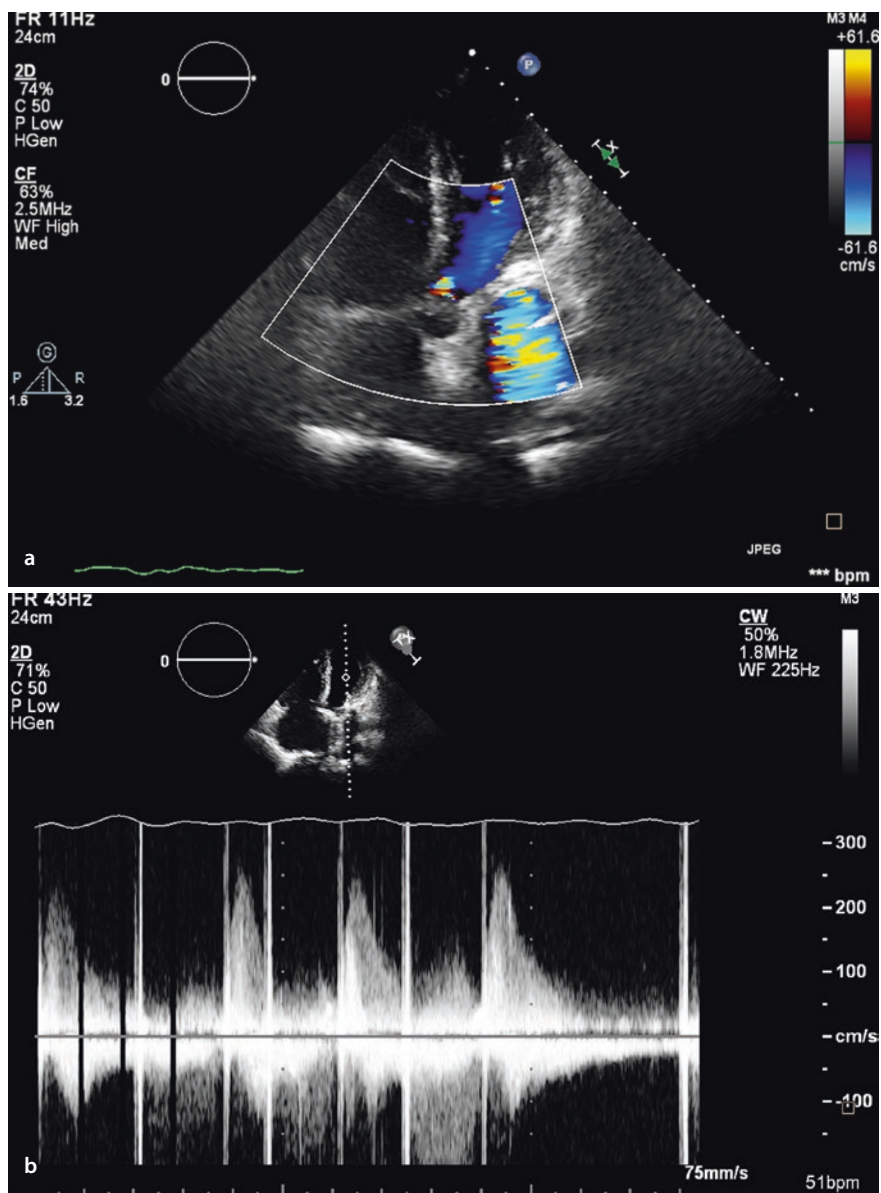 FR 11Hz
24cm
2D
74%
C 50
P Low
HGen
CF
63%
2.5MHz
WF High
Med
0
P
X
M3 M4
+61.6
-61.6
cm/s
G
P R
1.6 3.2
a
JPEG
*** bpm
FR 43Hz
24cm
2D
71%
C 50
P Low
HGen
0
X
CW
50%
1.8MHz
WF 225Hz
M3
300
200
100
cm/s
-100
b
75mm/s
51bpm